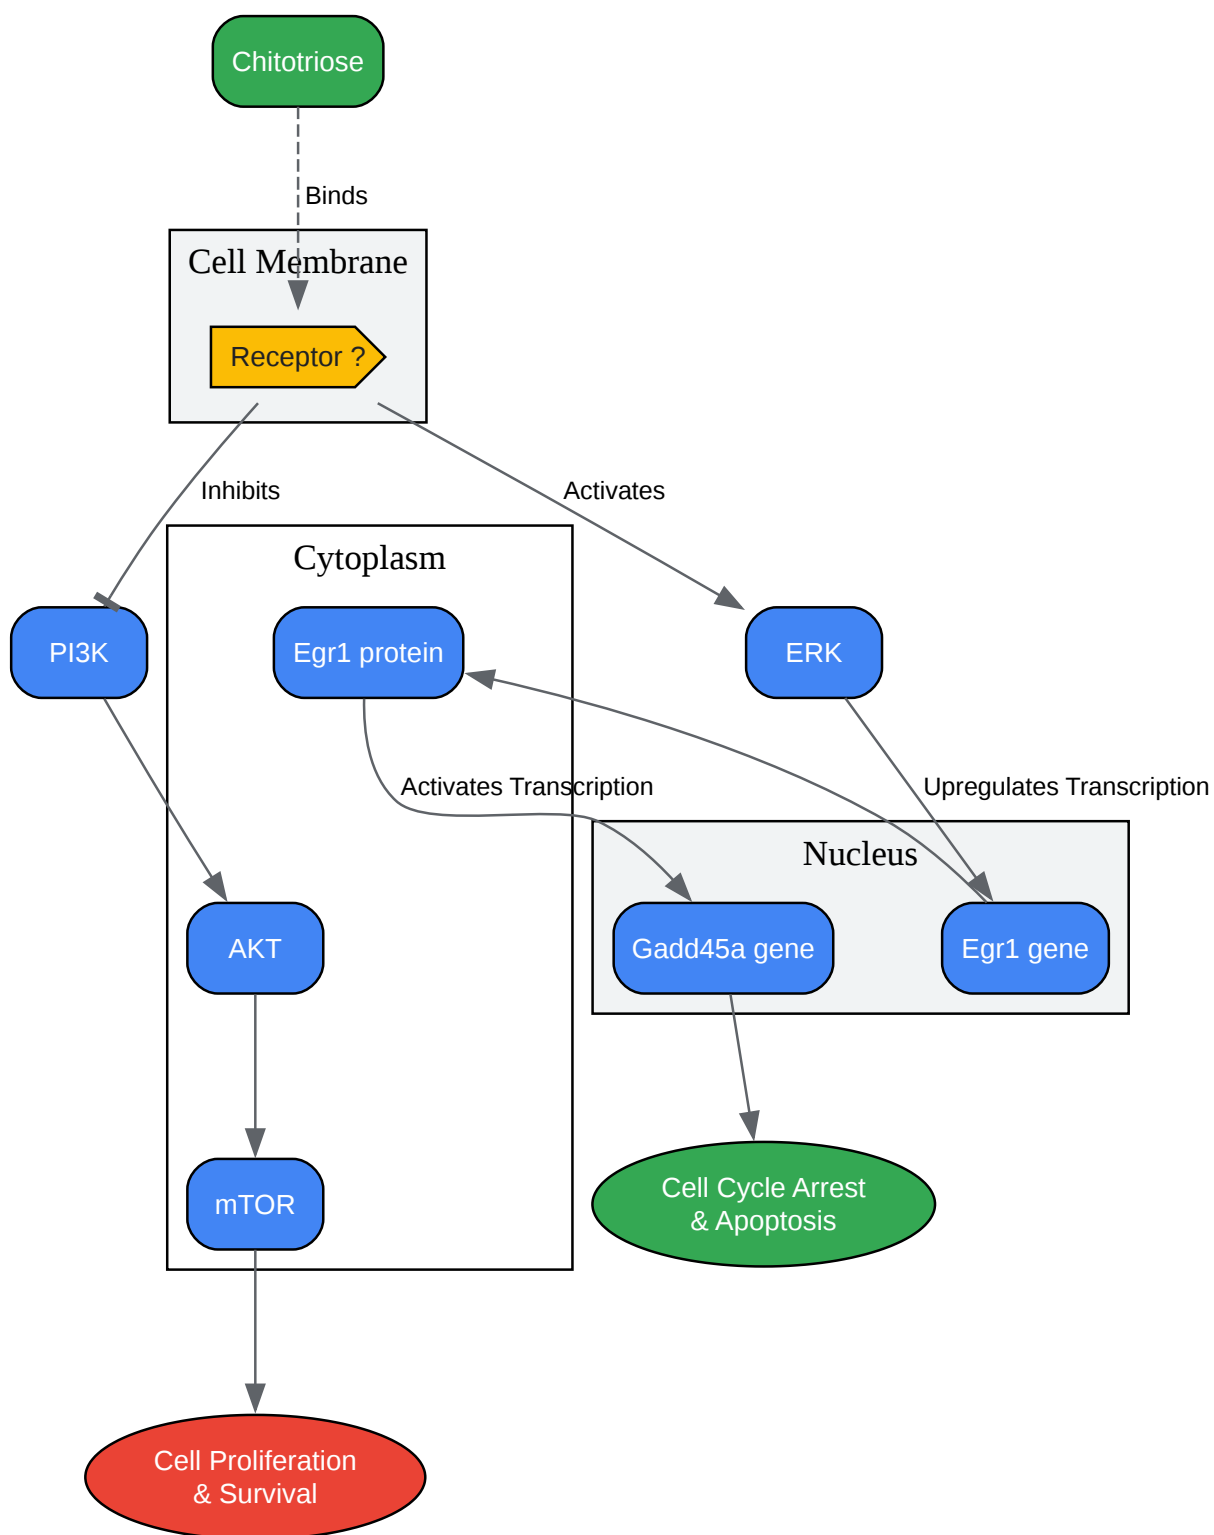 Chitotriose
Binds
Cell Membrane
Receptor ?
Inhibits
Activates
Cytoplasm
PI3K
Egr1 protein
ERK
Activates Transcription
Upregulates Transcription
Nucleus
AKT
Gadd45a gene
Egr1 gene
mTOR
Cell Cycle Arrest
& Apoptosis
Cell Proliferation
& Survival